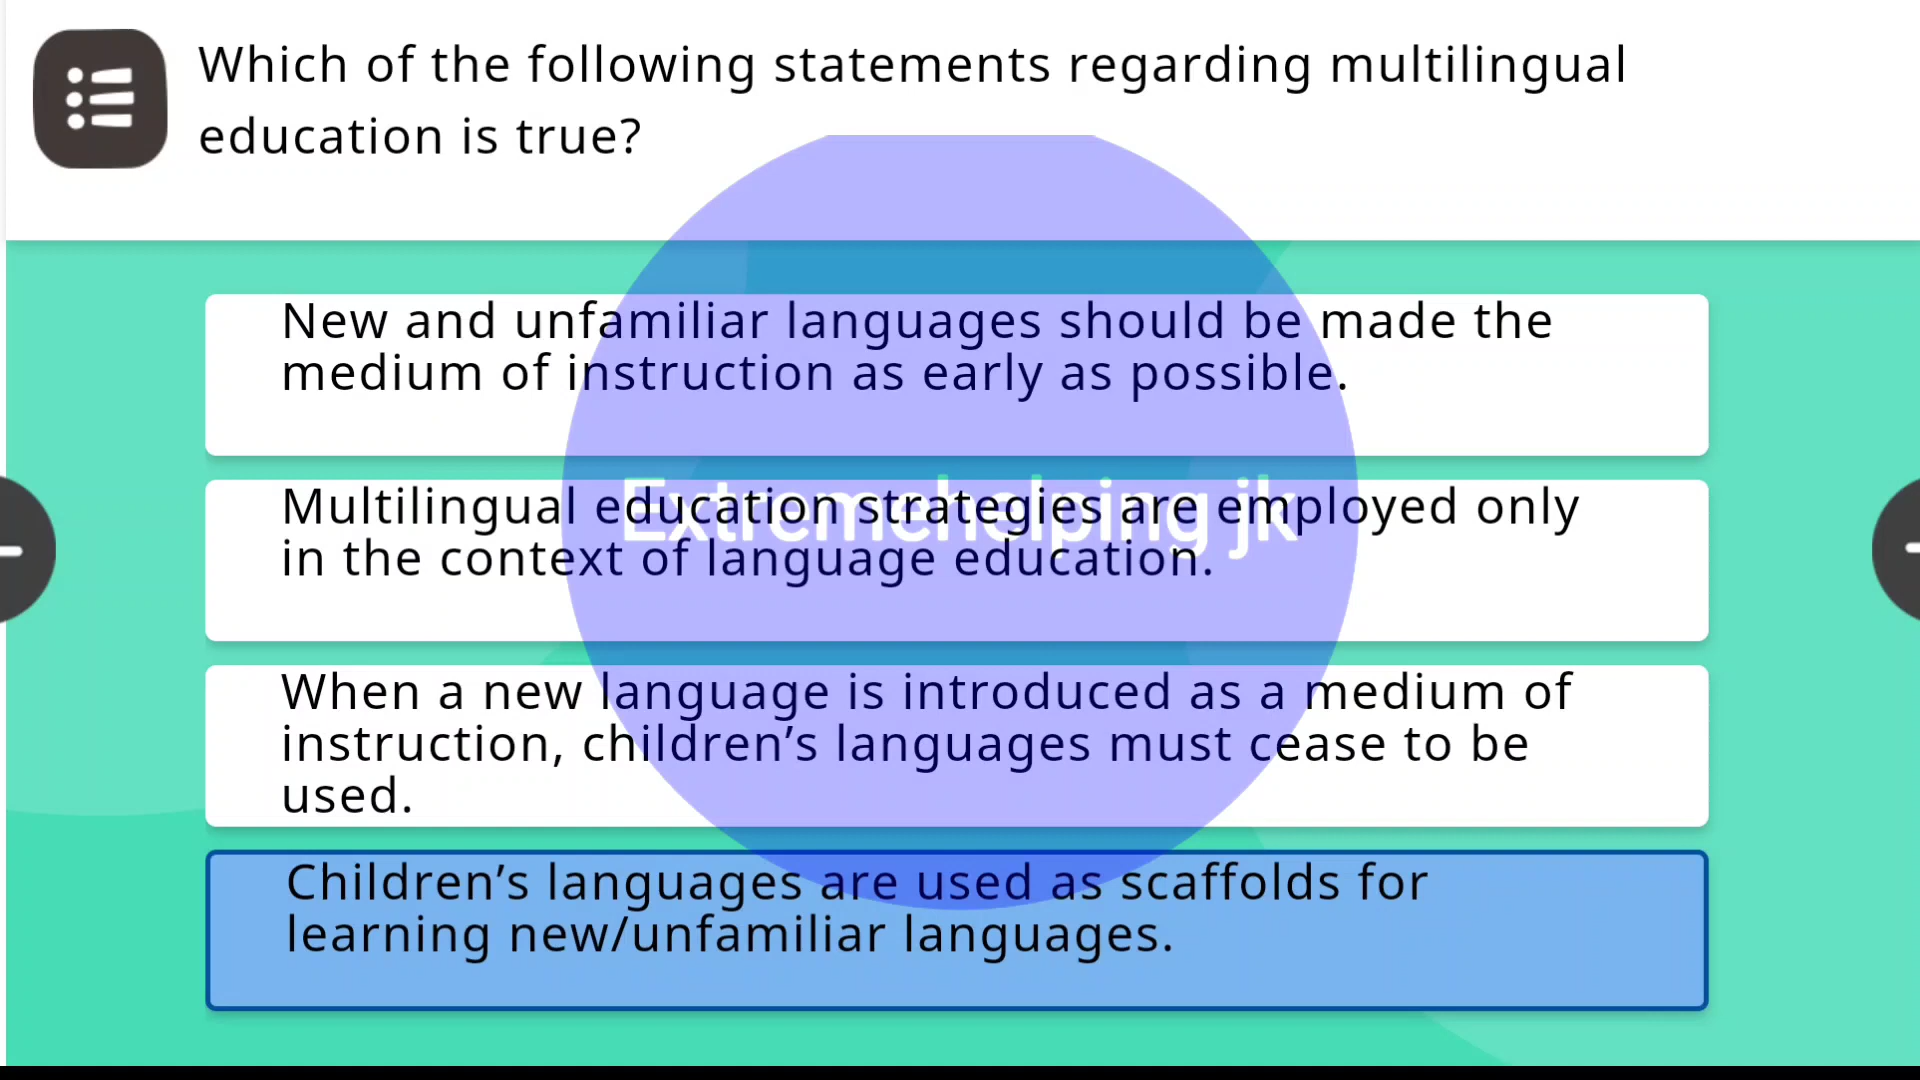 Which of the following statements regarding multilingual
education is true?
New and unfamiliar languages should be made the
medium of instruction as early as possible.
Multilingual education strategies are employed only
in the context of language education.
Extremehelping jk
When a new language is introduced as a medium of
instruction, children’s languages must cease to be
used.
Children’s languages are used as scaffolds for
learning new/unfamiliar languages.